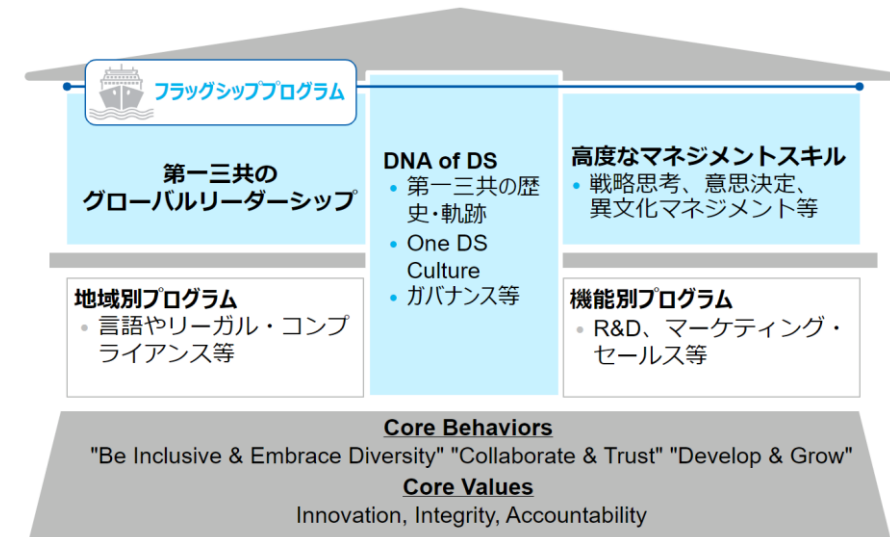 フラッグシッププログラム
第一三共の
グローバルリーダーシップ
DNA of DS
• 第一三共の歴
史・軌跡
• One DS
Culture
• ガバナンス等
高度なマネジメントスキル
• 戦略思考、意思決定、
異文化マネジメント等
地域別プログラム
• 言語やリーガル・コンプ
ライアンス等
機能別プログラム
• R&D、マーケティング・
セールス等
Core Behaviors
"Be Inclusive & Embrace Diversity" "Collaborate & Trust" "Develop & Grow"
Core Values
Innovation, Integrity, Accountability